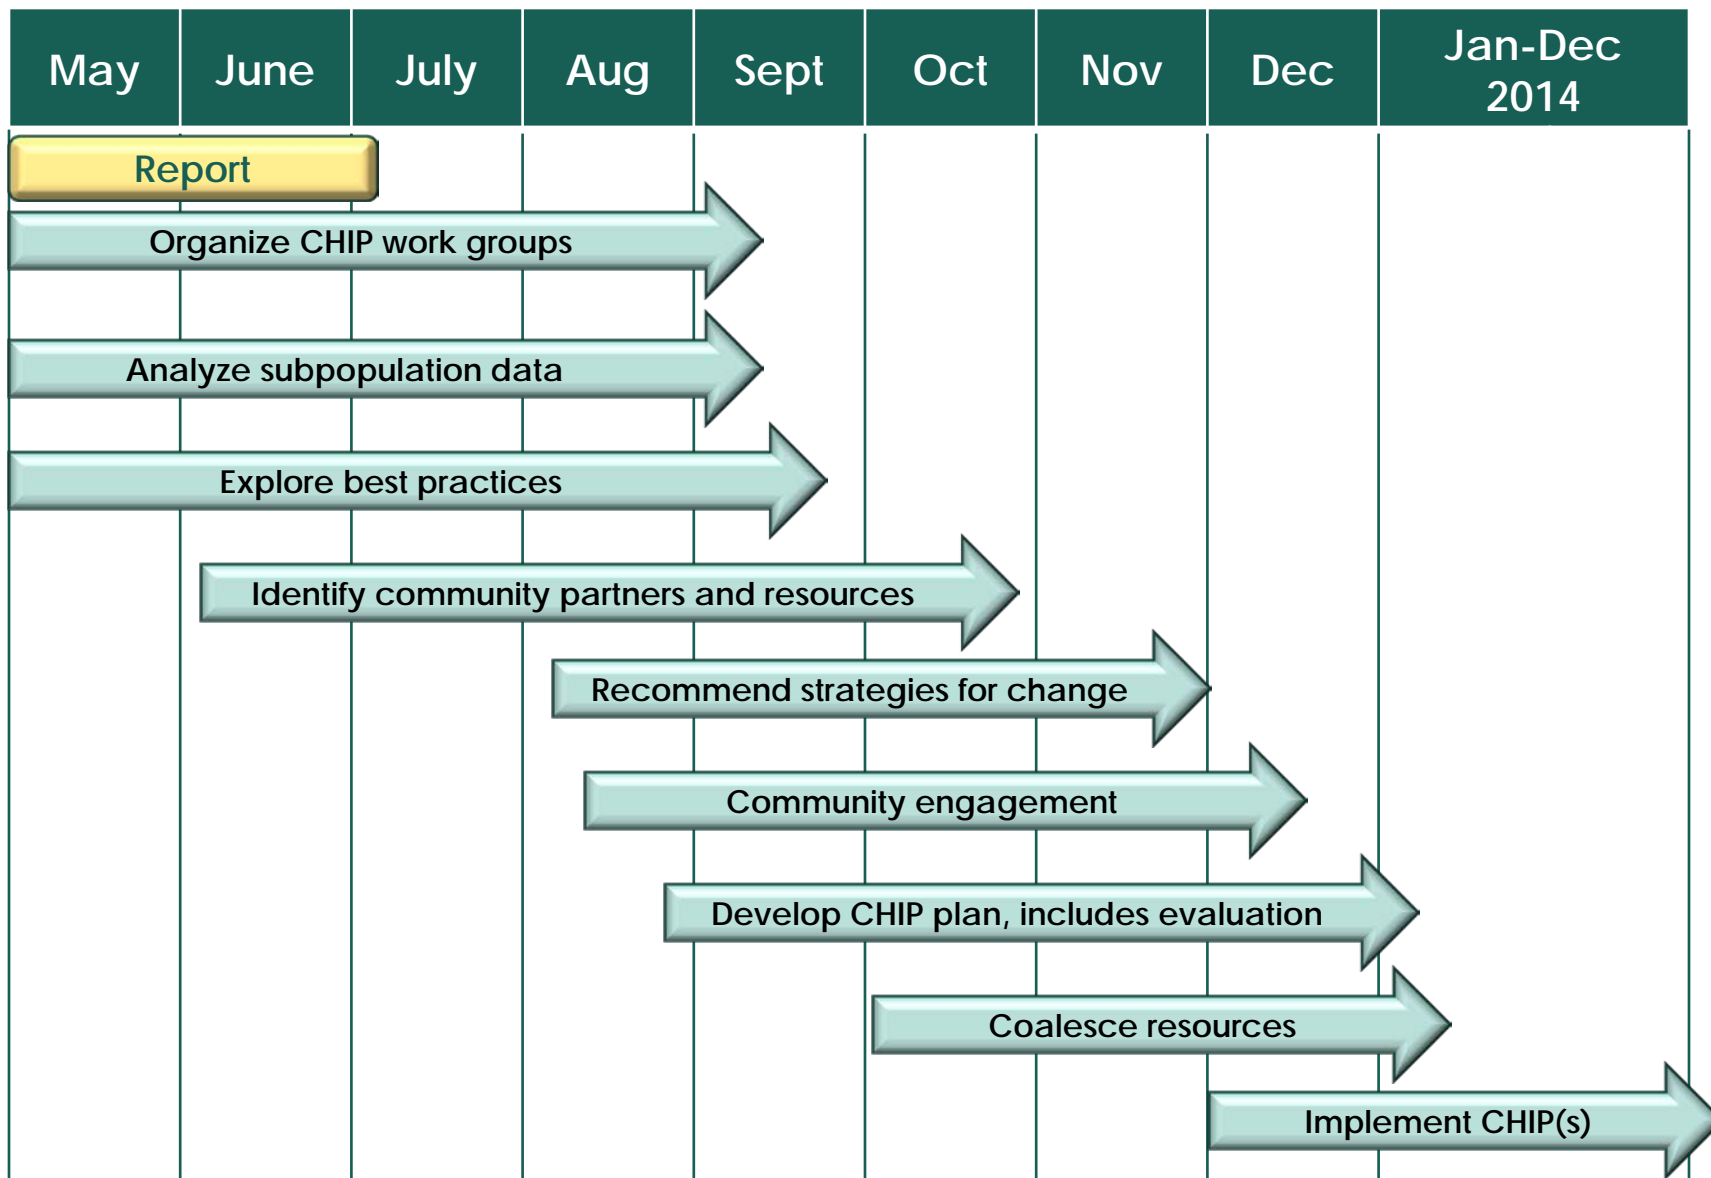 May June July Aug Sept Oct Nov Dec Jan-Dec
2014
Report
Organize CHIP work groups
Analyze subpopulation data
Explore best practices
Identify community partners and resources
Recommend strategies for change
Community engagement
Develop CHIP plan, includes evaluation
Coalesce resources
Implement CHIP(s)